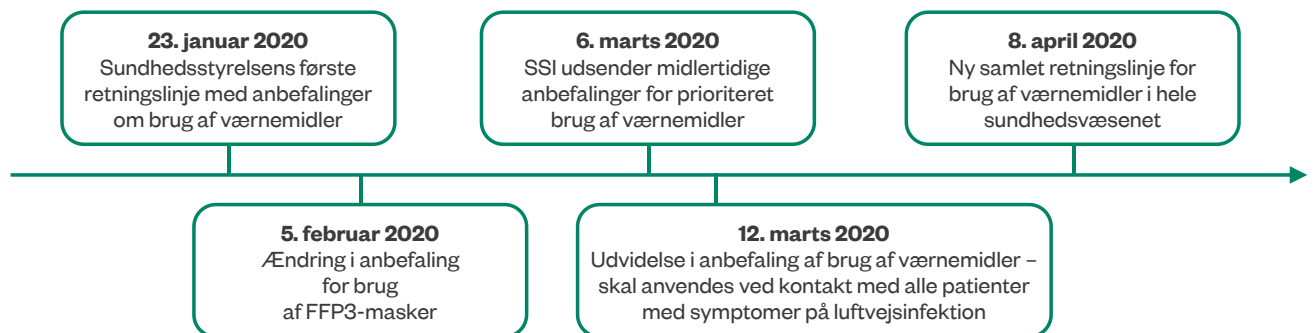 23. januar 2020
Sundhedsstyrelsens første
retningslinje med anbefalinger
om brug af værnemidler
6. marts 2020
SSI udsender midlertidige
anbefalinger for prioriteret
brug af værnemidler
8. april 2020
Ny samlet retningslinje for
brug af værnemidler i hele
sundhedsvæsenet
5. februar 2020
Ændring i anbefaling
for brug
af FFP3-masker
12. marts 2020
Udvidelse i anbefaling af brug af værnemidler –
skal anvendes ved kontakt med alle patienter
med symptomer på luftvejsinfektion